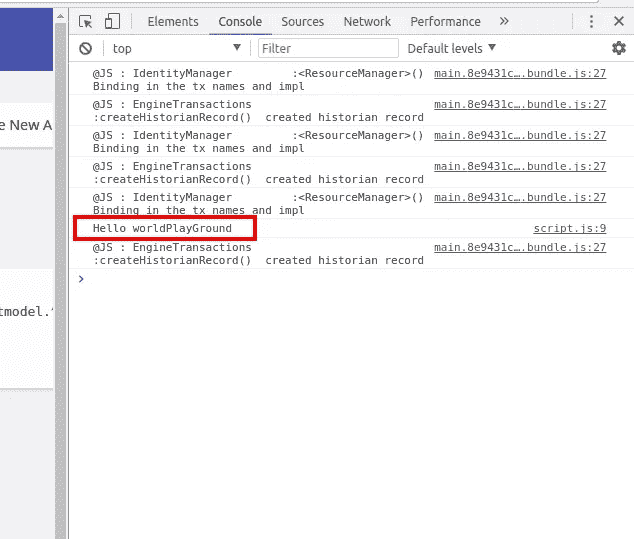 Elements Console Sources Network Performance »
top Filter Default levels
@JS : IdentityManager :<ResourceManager>() main.8e9431c….bundle.js:27
Binding in the tx names and impl
@JS : EngineTransactions main.8e9431c….bundle.js:27
:createHistorianRecord() created historian record
@JS : IdentityManager :<ResourceManager>() main.8e9431c….bundle.js:27
Binding in the tx names and impl
@JS : EngineTransactions main.8e9431c….bundle.js:27
:createHistorianRecord() created historian record
@JS : IdentityManager :<ResourceManager>() main.8e9431c….bundle.js:27
Binding in the tx names and impl
Hello worldPlayGround script.js:9
@JS : EngineTransactions main.8e9431c….bundle.js:27
:createHistorianRecord() created historian record
>
e New A
tmodel.